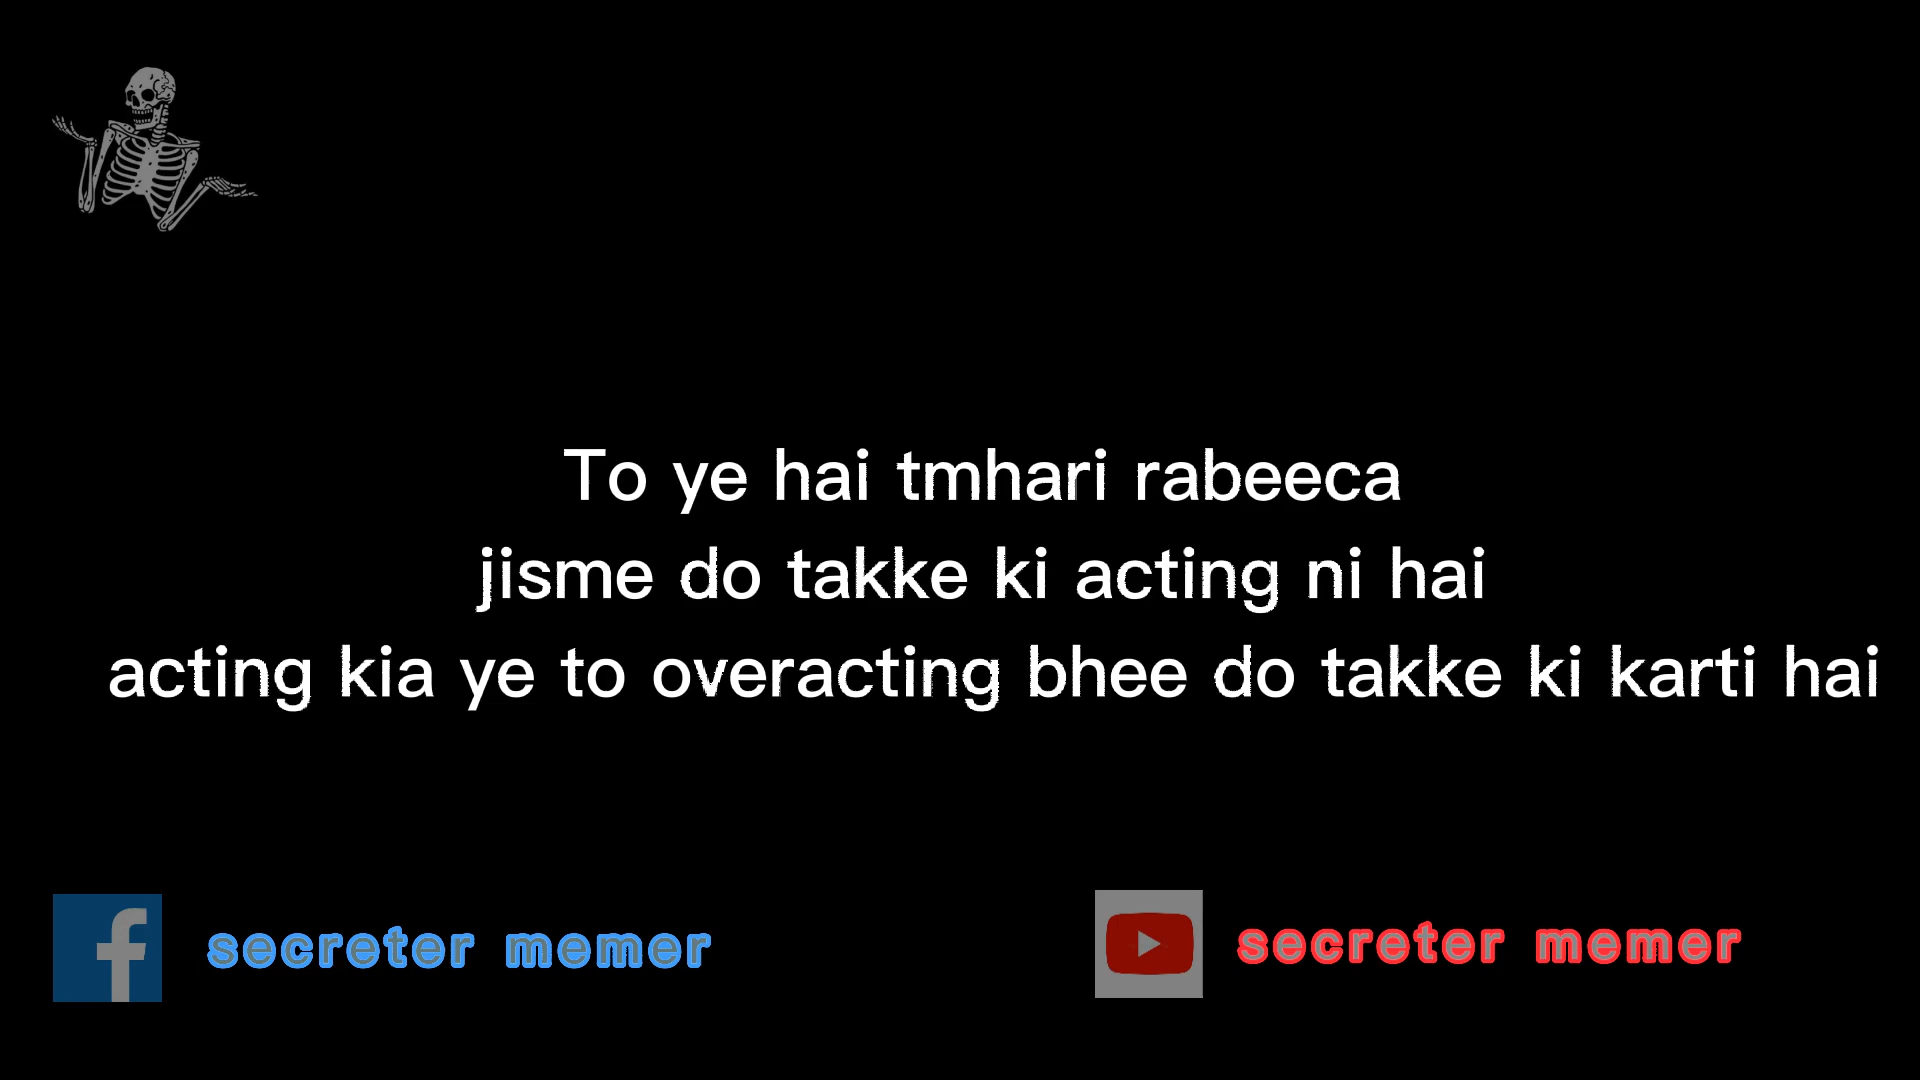 To ye hai tmhari rabeeca
jisme do takke ki acting ni hai
acting kia ye to overacting bhee do takke ki karti hai
secreter memer
secreter memer